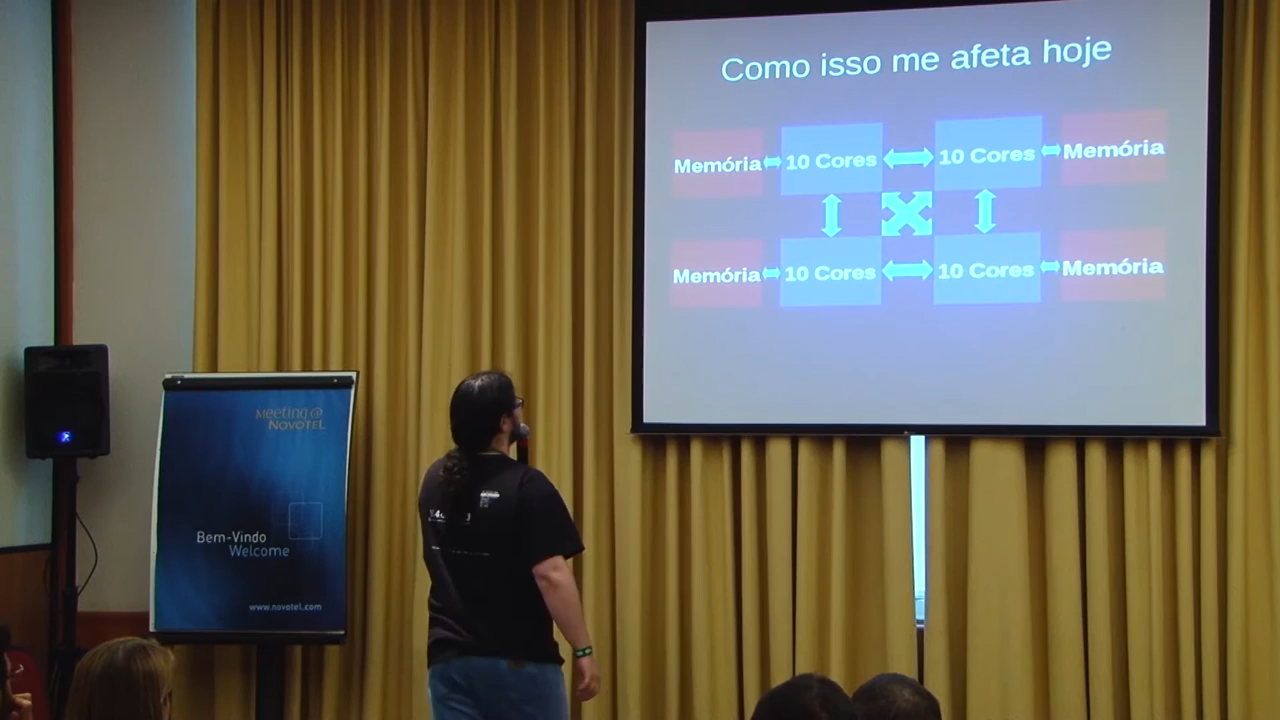 Como isso me afeta hoje
Memória 10 Cores 10 Cores Memória
Memória 10 Cores 10 Cores Memória
Meeting@
NOVOTEL
Bem-Vindo
Welcome
www.novotel.com